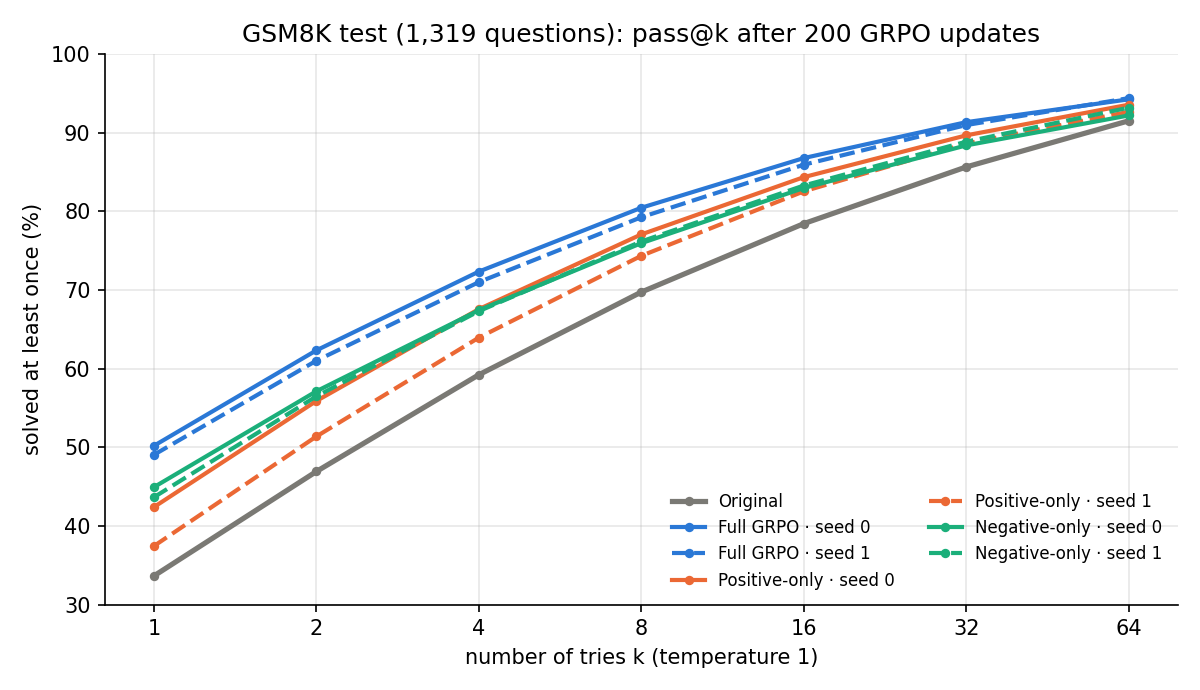 GSM8K test (1,319 questions): pass@k after 200 GRPO updates
100
90
80
70
60
50
40
30
solved at least once (%)
Original
Full GRPO · seed 0
Full GRPO · seed 1
Positive-only · seed 0
Positive-only · seed 1
Negative-only · seed 0
Negative-only · seed 1
1 2 4 8 16 32 64
number of tries k (temperature 1)